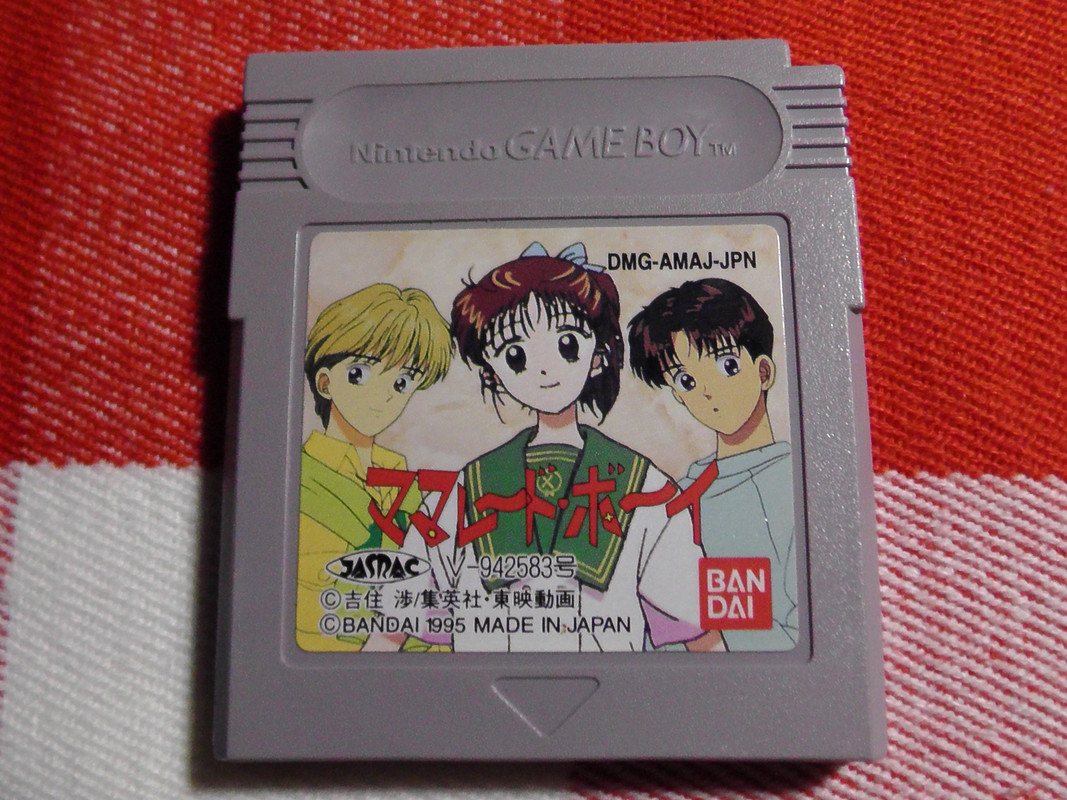 Nintendo GAME BOY TM
DMG-AMAJ-JPN
ママレード・ボーイ
JASRAC V-942583号
©吉住 渉/集英社・東映動画
©BANDAI 1995 MADE IN JAPAN
BAN
DAI